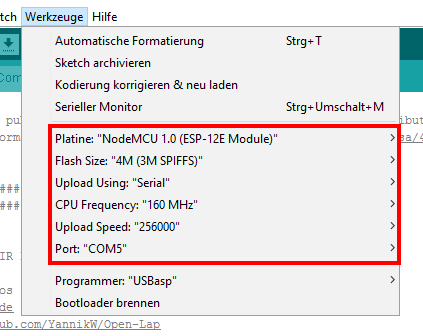 tch Werkzeuge Hilfe
Automatische Formatierung Strg+T
Sketch archivieren
Kodierung korrigieren & neu laden
Serieller Monitor Strg+Umschalt+M
Platine: "NodeMCU 1.0 (ESP-12E Module)"
Flash Size: "4M (3M SPIFFS)"
Upload Using: "Serial"
CPU Frequency: "160 MHz"
Upload Speed: "256000"
Port: "COM5"
Programmer: "USBasp"
Bootloader brennen
Com
pu ibut
orm sa/4
###
###
IR
os
de
ub.com/YannikW/Open-Lap